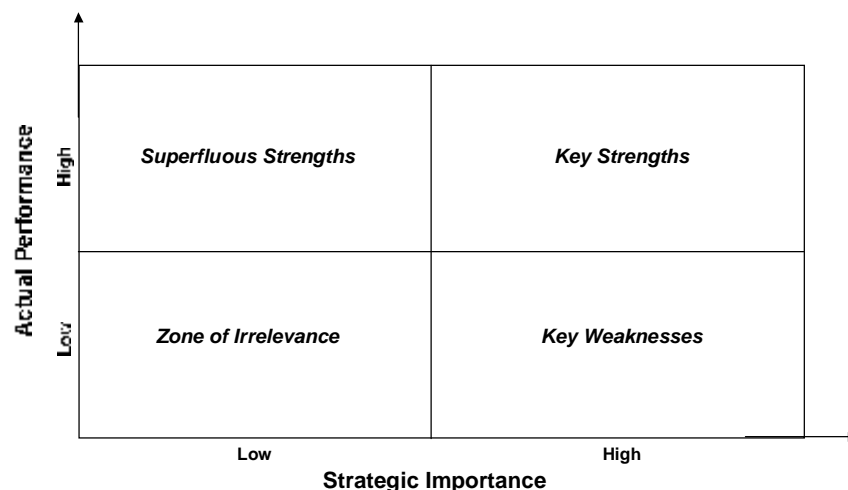 Actual Performance
High
Low
Superfluous Strengths
Key Strengths
Zone of Irrelevance
Key Weaknesses
Low
High
Strategic Importance